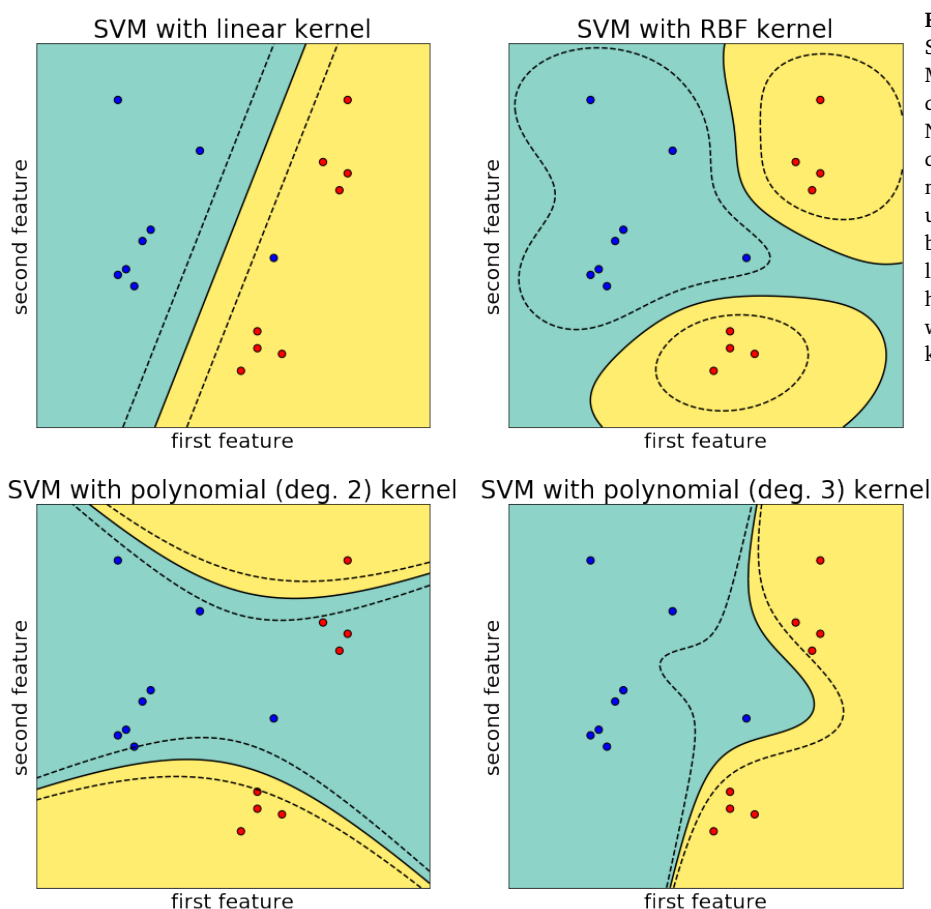 SVM with linear kernel
SVM with RBF kernel
second feature
second feature
first feature
first feature
SVM with polynomial (deg. 2) kernel
SVM with polynomial (deg. 3) kernel
second feature
second feature
first feature
first feature